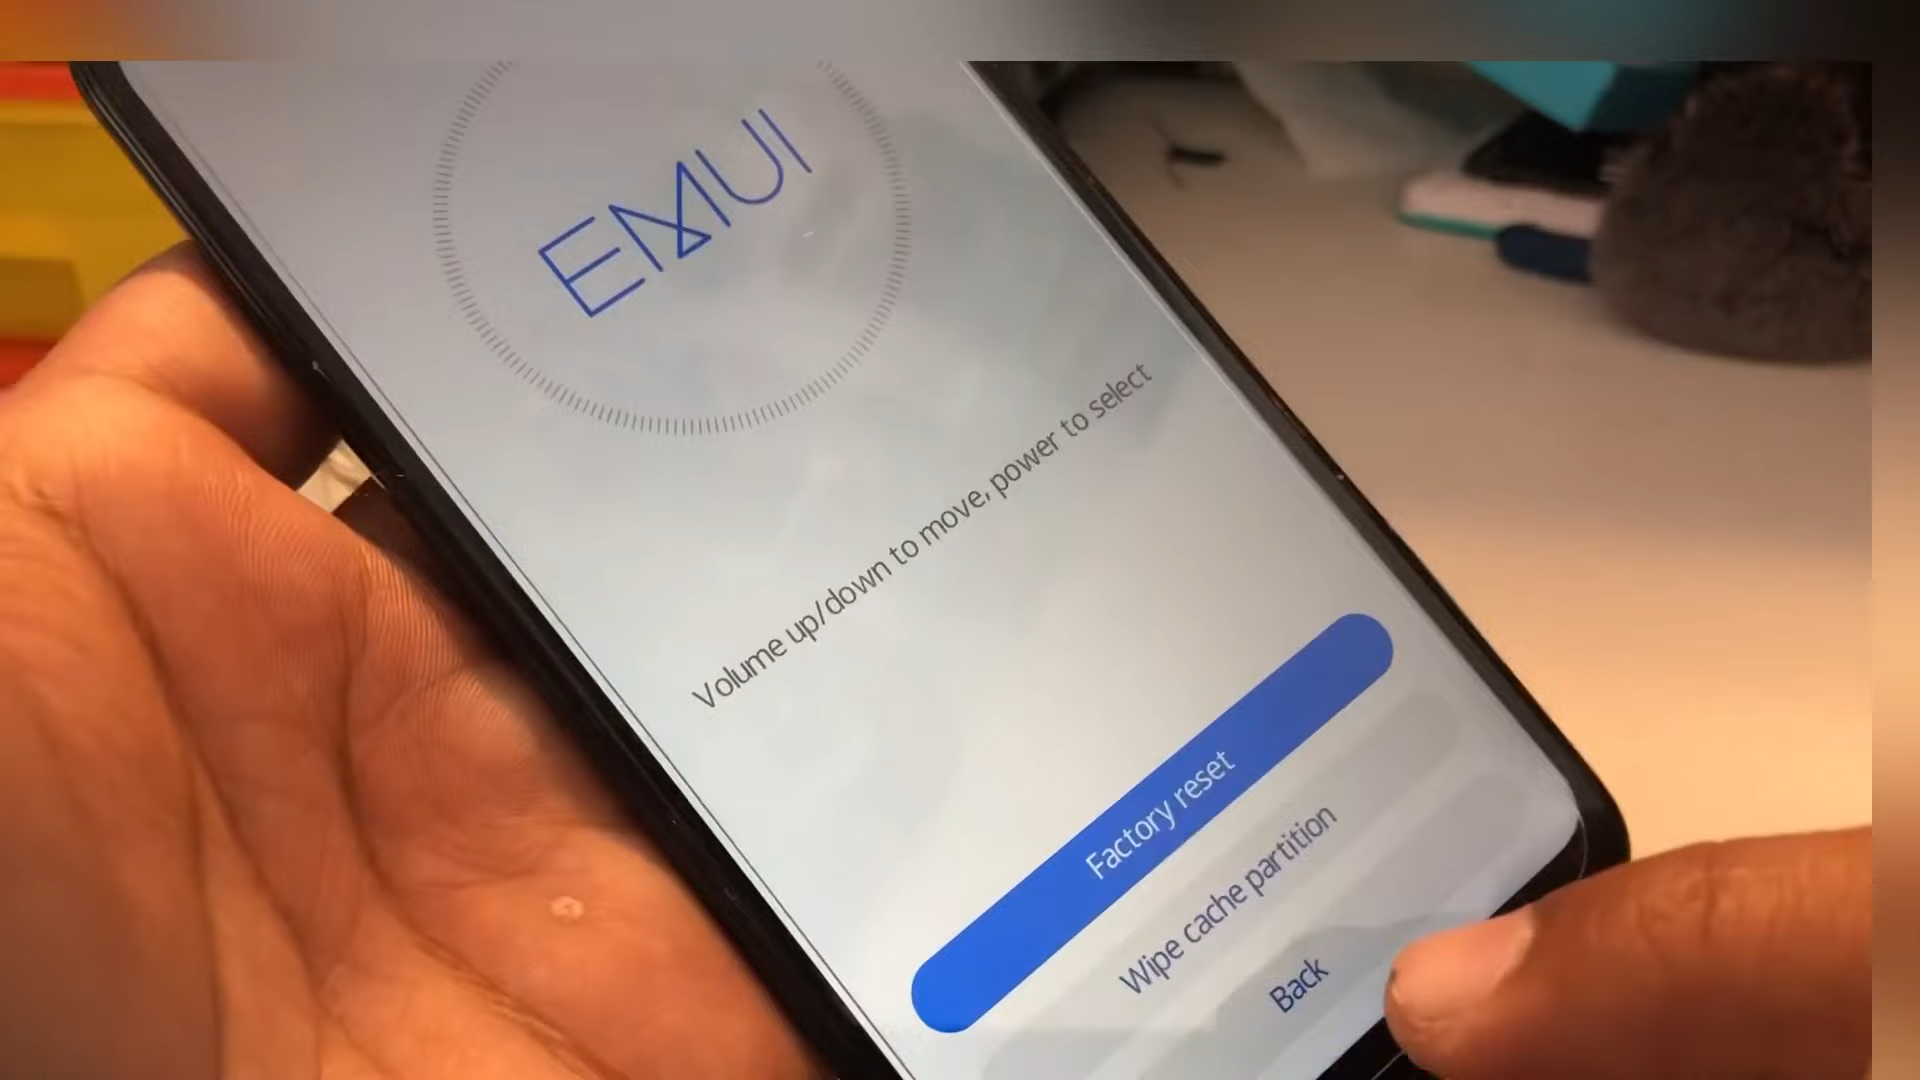 EMUI
Volume up/down to move, power to select
Factory reset
Wipe cache partition
Back